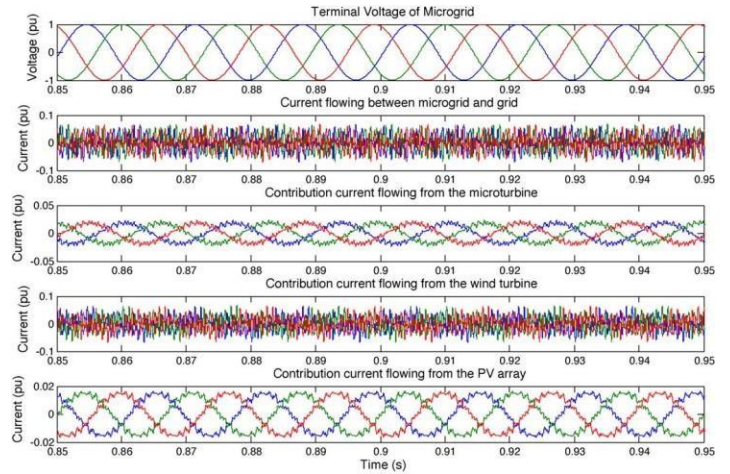 Terminal Voltage of Microgrid
Voltage (pu)
1
0
-1
0.85 0.86 0.87 0.88 0.89 0.9 0.91 0.92 0.93 0.94 0.95
Current flowing between microgrid and grid
Current (pu)
0.1
0
-0.1
0.85 0.86 0.87 0.88 0.89 0.9 0.91 0.92 0.93 0.94 0.95
Contribution current flowing from the microturbine
Current (pu)
0.05
0
-0.05
0.85 0.86 0.87 0.88 0.89 0.9 0.91 0.92 0.93 0.94 0.95
Contribution current flowing from the wind turbine
Current (pu)
0.1
0
-0.1
0.85 0.86 0.87 0.88 0.89 0.9 0.91 0.92 0.93 0.94 0.95
Contribution current flowing from the PV array
Current (pu)
0.02
0
-0.02
0.85 0.86 0.87 0.88 0.89 0.9 0.91 0.92 0.93 0.94 0.95
Time (s)